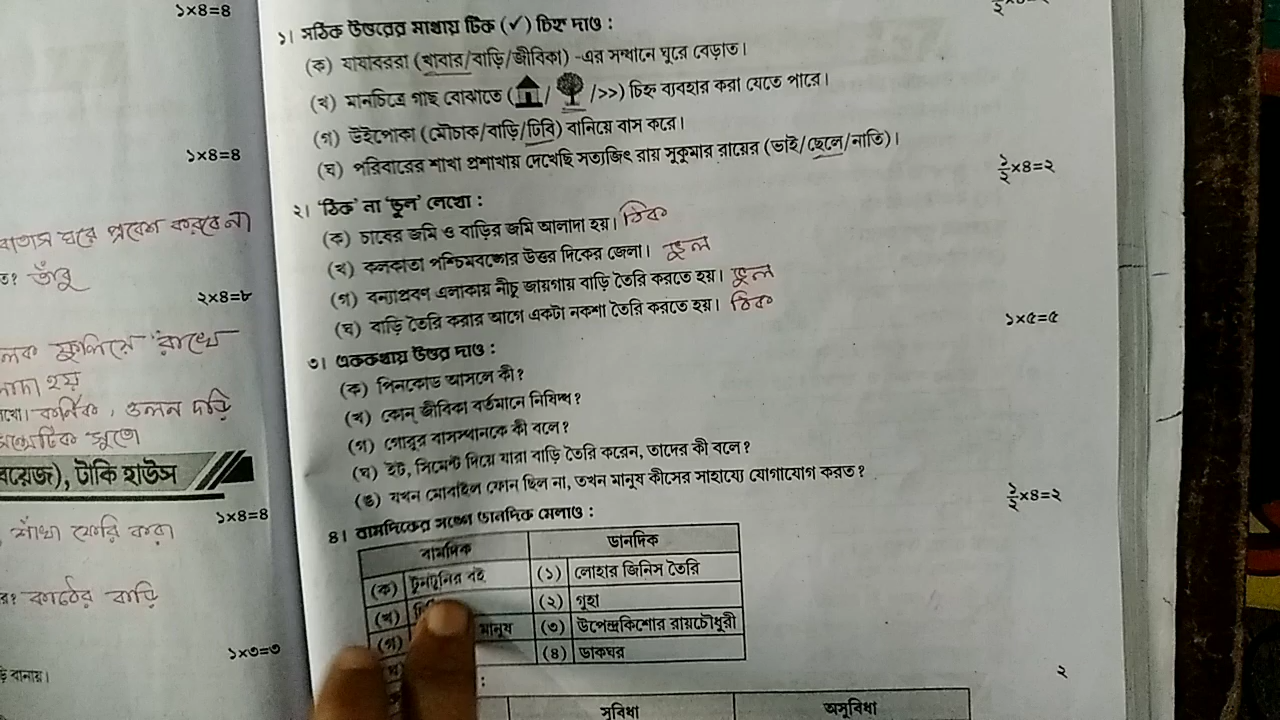 ১×৪=৪
১×৪=৪
বাতাস ঘরে প্রবেশ করবে না
তাঁবু
২×৪=৮
ফুলিয়ে রাখে
হয়
কার্নিক, ওলন দড়ি
সুতো
টাকি হাউস
১×৪=৪
শাঁখা ফেরি করা
কাঠের বাড়ি
১×৩=৩
বানায়।
১। সঠিক উত্তরের মাথায় টিক (✓) চিহ্ন দাও :
(ক) যাযাবররা (খাবার/বাড়ি/জীবিকা) -এর সন্ধানে ঘুরে বেড়াত।
(খ) মানচিত্রে গাছ বোঝাতে ( / />>) চিহ্ন ব্যবহার করা যেতে পারে।
(গ) উইপোকা (মৌচাক/বাড়ি/ঢিবি) বানিয়ে বাস করে।
(ঘ) পরিবারের শাখা প্রশাখায় দেখেছি সত্যজিৎ রায় সুকুমার রায়ের (ভাই/ছেলে/নাতি)।
২। 'ঠিক' না 'ভুল' লেখো : ১/২×৪=২
(ক) চাষের জমি ও বাড়ির জমি আলাদা হয়। ঠিক
(খ) কলকাতা পশ্চিমবঙ্গের উত্তর দিকের জেলা। ভুল
(গ) বন্যাপ্রবণ এলাকায় নীচু জায়গায় বাড়ি তৈরি করতে হয়। ভুল
(ঘ) বাড়ি তৈরি করার আগে একটা নকশা তৈরি করতে হয়। ঠিক
৩। এককথায় উত্তর দাও : ১×৫=৫
(ক) পিনকোড আসলে কী?
(খ) কোন্ জীবিকা বর্তমানে নিষিদ্ধ?
(গ) গোরুর বাসস্থানকে কী বলে?
(ঘ) ইট, সিমেন্ট দিয়ে যারা বাড়ি তৈরি করেন, তাদের কী বলে?
(ঙ) যখন মোবাইল ফোন ছিল না, তখন মানুষ কীসের সাহায্যে যোগাযোগ করত?
৪। বামদিকের সঙ্গে ডানদিক মেলাও : ১/২×৪=২
বামদিক ডানদিক
(ক) টুনটুনির বই (১) লোহার জিনিস তৈরি
(খ) (২) গুহা
(গ) মানুষ (৩) উপেন্দ্রকিশোর রায়চৌধুরী
(৪) ডাকঘর
: ২
সুবিধা অসুবিধা